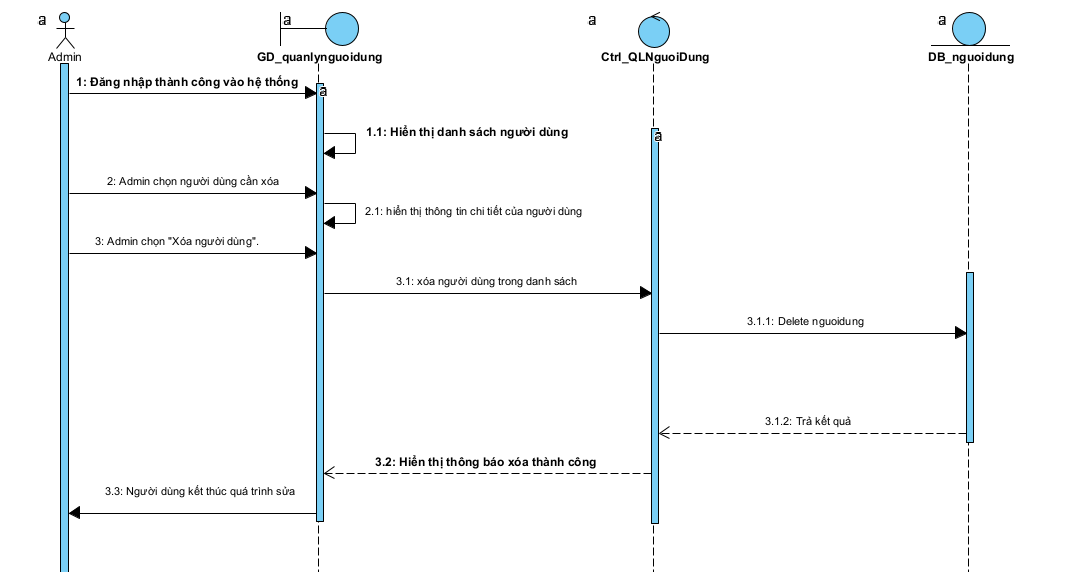 a
a
a
a
Admin
GD_quanlynguoidung
Ctrl_QLNguoiDung
DB_nguoidung
1: Đăng nhập thành công vào hệ thống
a
1.1: Hiển thị danh sách người dùng
a
2: Admin chọn người dùng cần xóa
2.1: hiển thị thông tin chi tiết của người dùng
3: Admin chọn "Xóa người dùng".
3.1: xóa người dùng trong danh sách
3.1.1: Delete nguoidung
3.1.2: Trả kết quả
3.2: Hiển thị thông báo xóa thành công
3.3: Người dùng kết thúc quá trình sửa